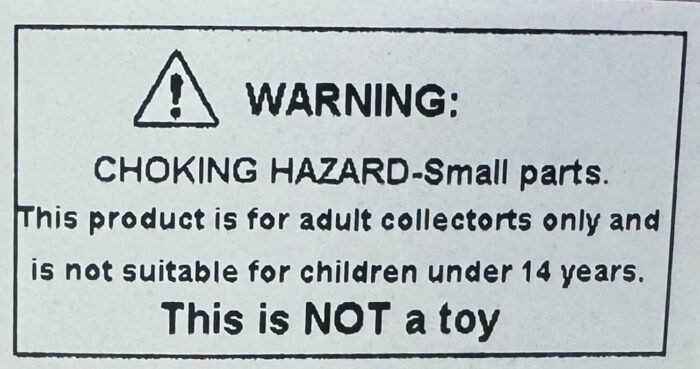 WARNING:
CHOKING HAZARD-Small parts.
This product is for adult collectorts only and
is not suitable for children under 14 years.
This is NOT a toy